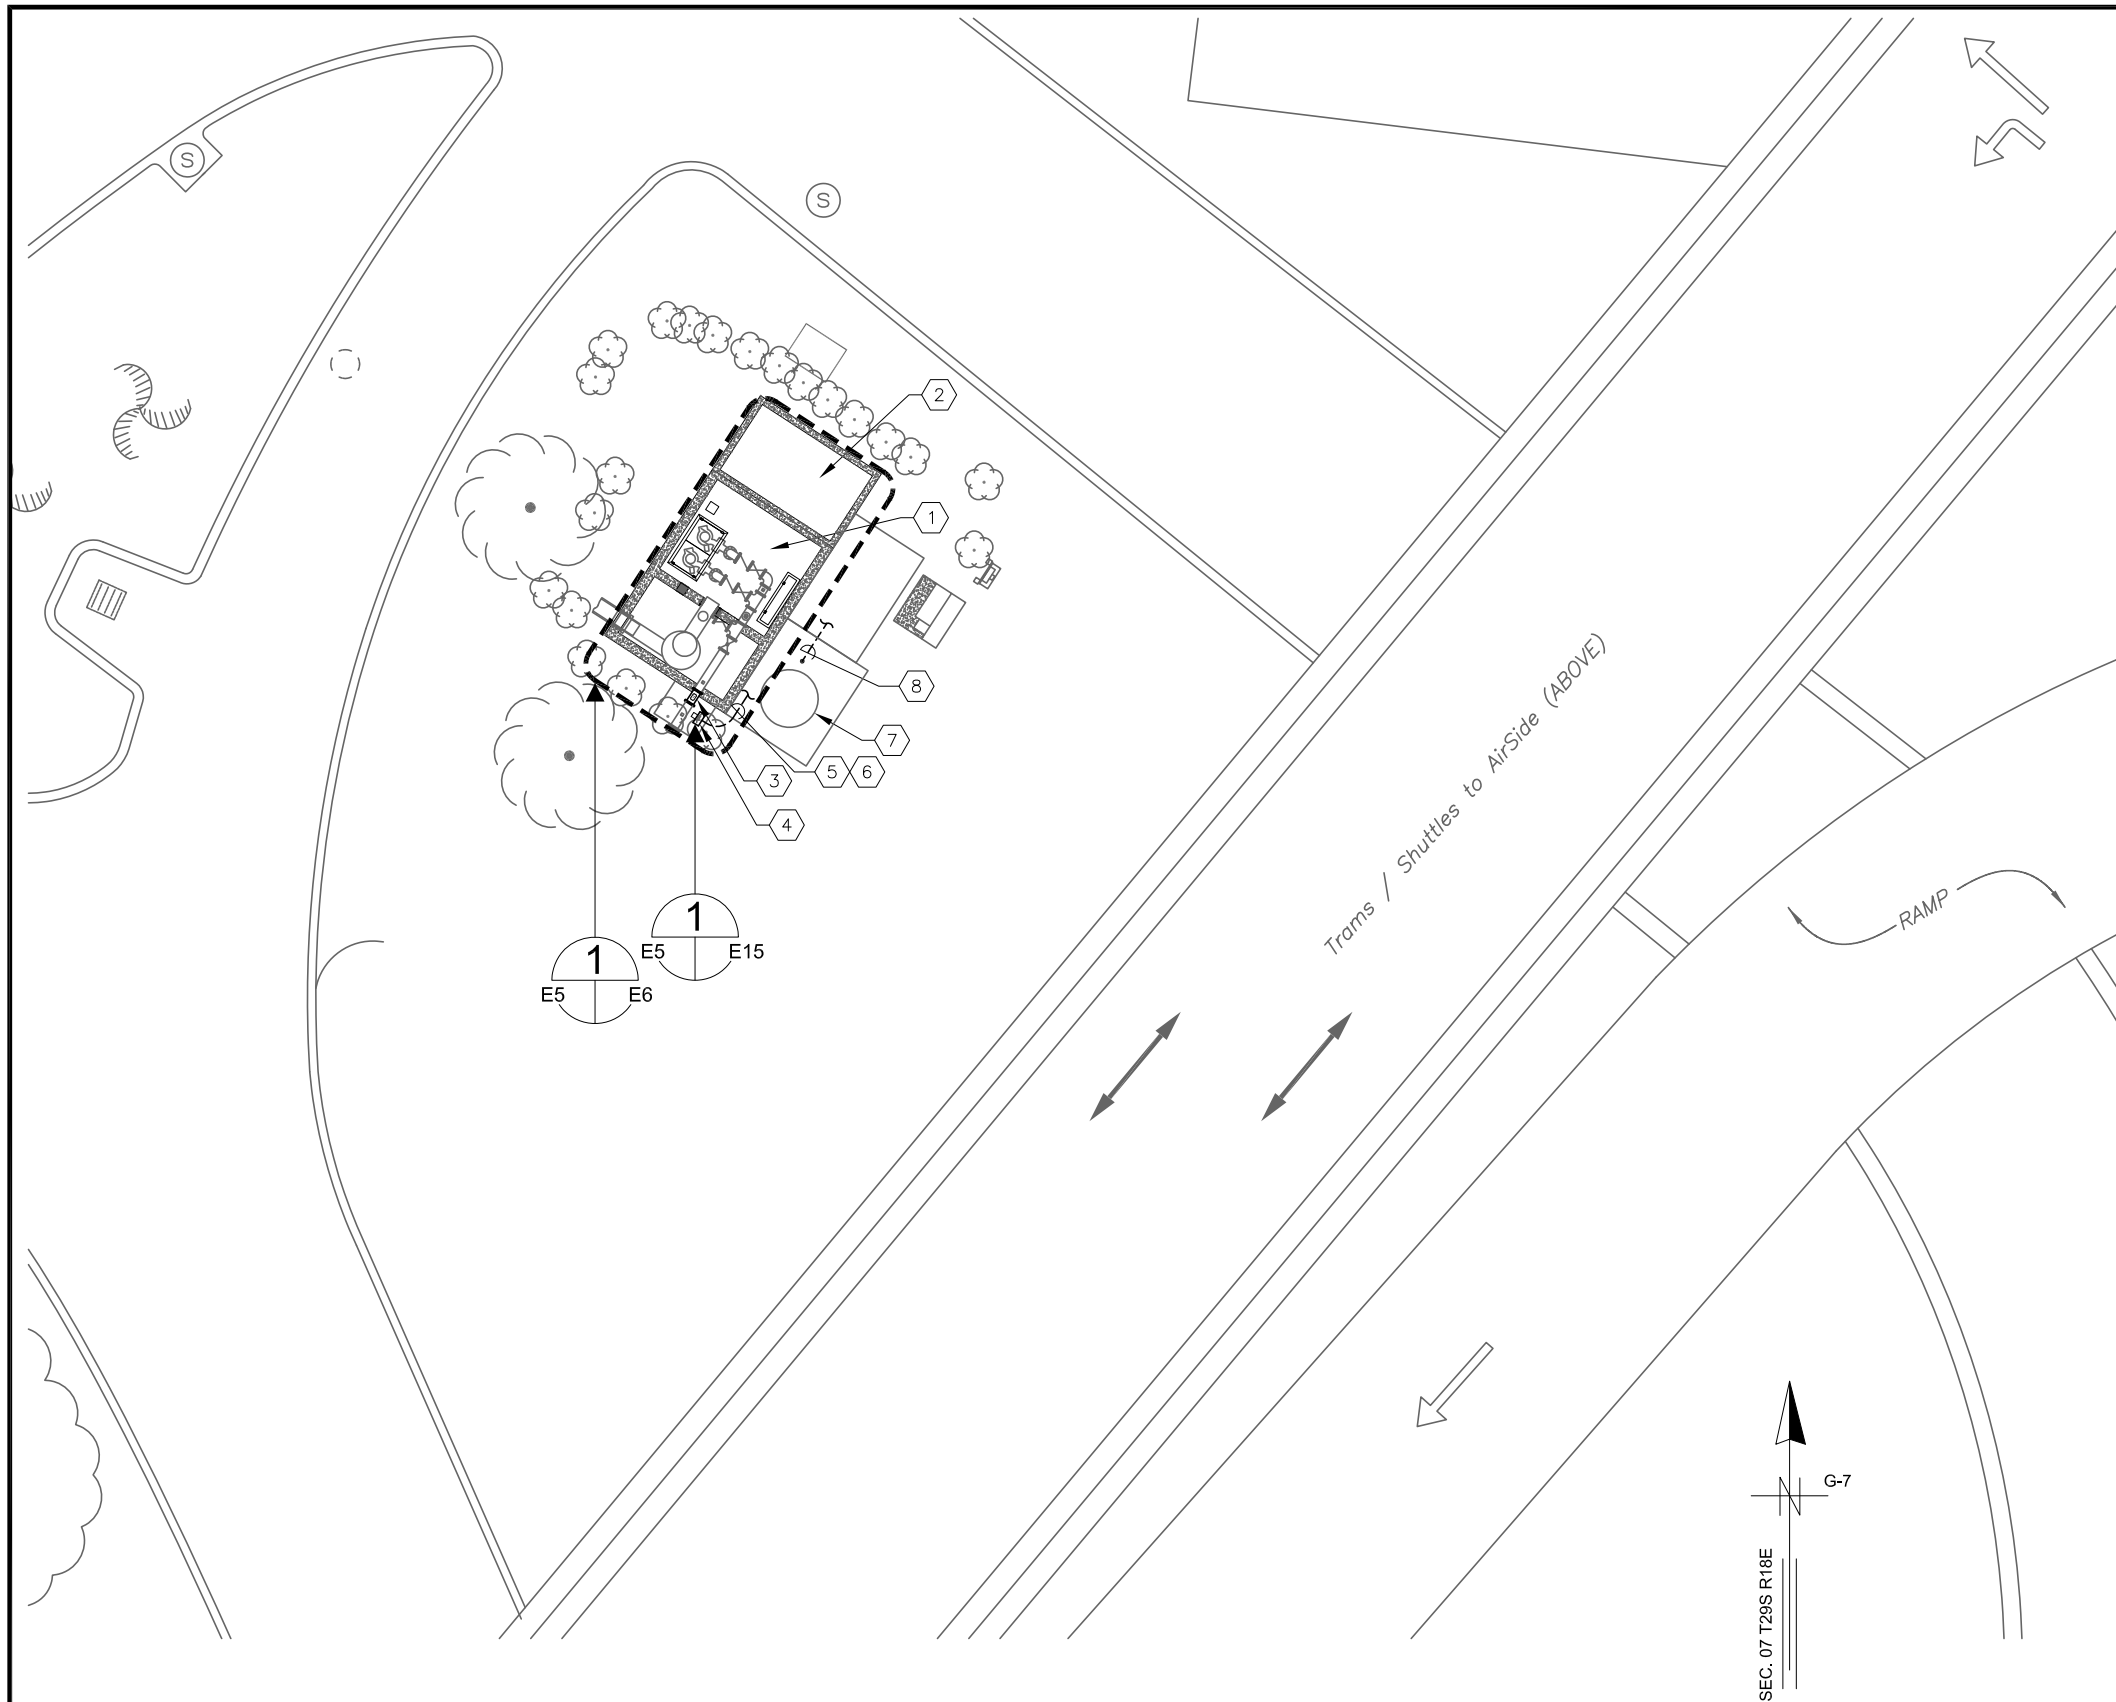 S
S
2
1
8
7
5
6
3
4
1
E5
E15
1
E5
E6
Trams / Shuttles to AirSide (ABOVE)
RAMP
N
G-7
SEC. 07 T29S R18E